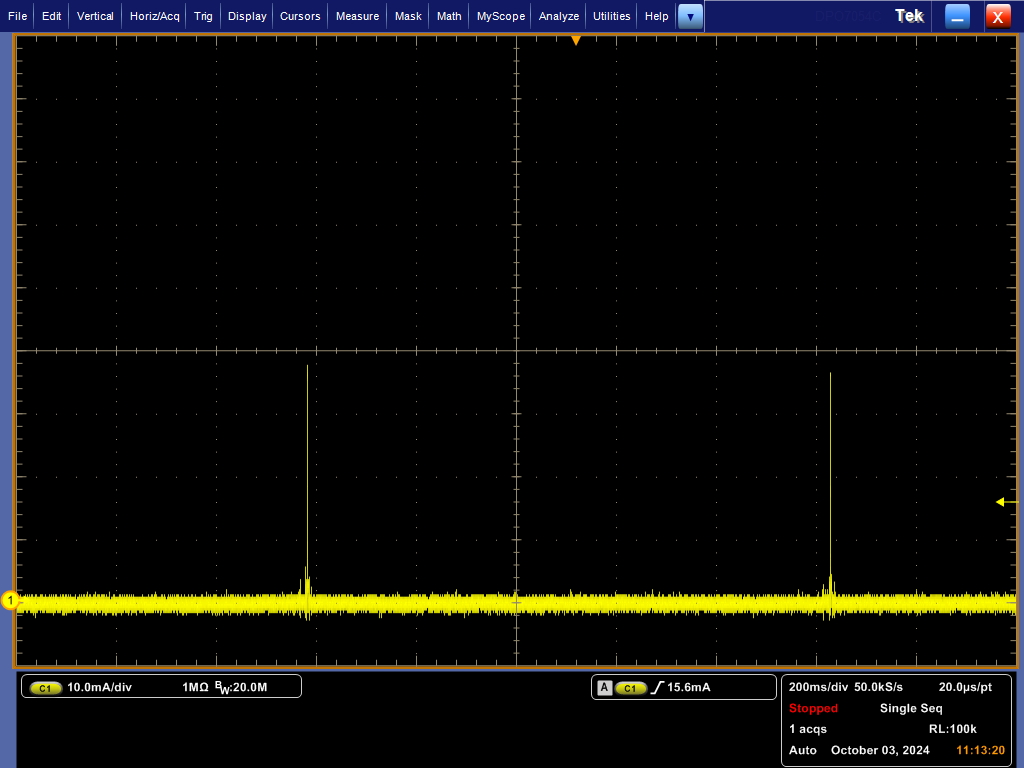 File Edit Vertical Horiz/Acq Trig Display Cursors Measure Mask Math MyScope Analyze Utilities Help Tek X
1
C1 10.0mA/div 1MΩ BW:20.0M
A C1 15.6mA
200ms/div 50.0kS/s 20.0µs/pt
Stopped Single Seq
1 acqs RL:100k
Auto October 03, 2024 11:13:20